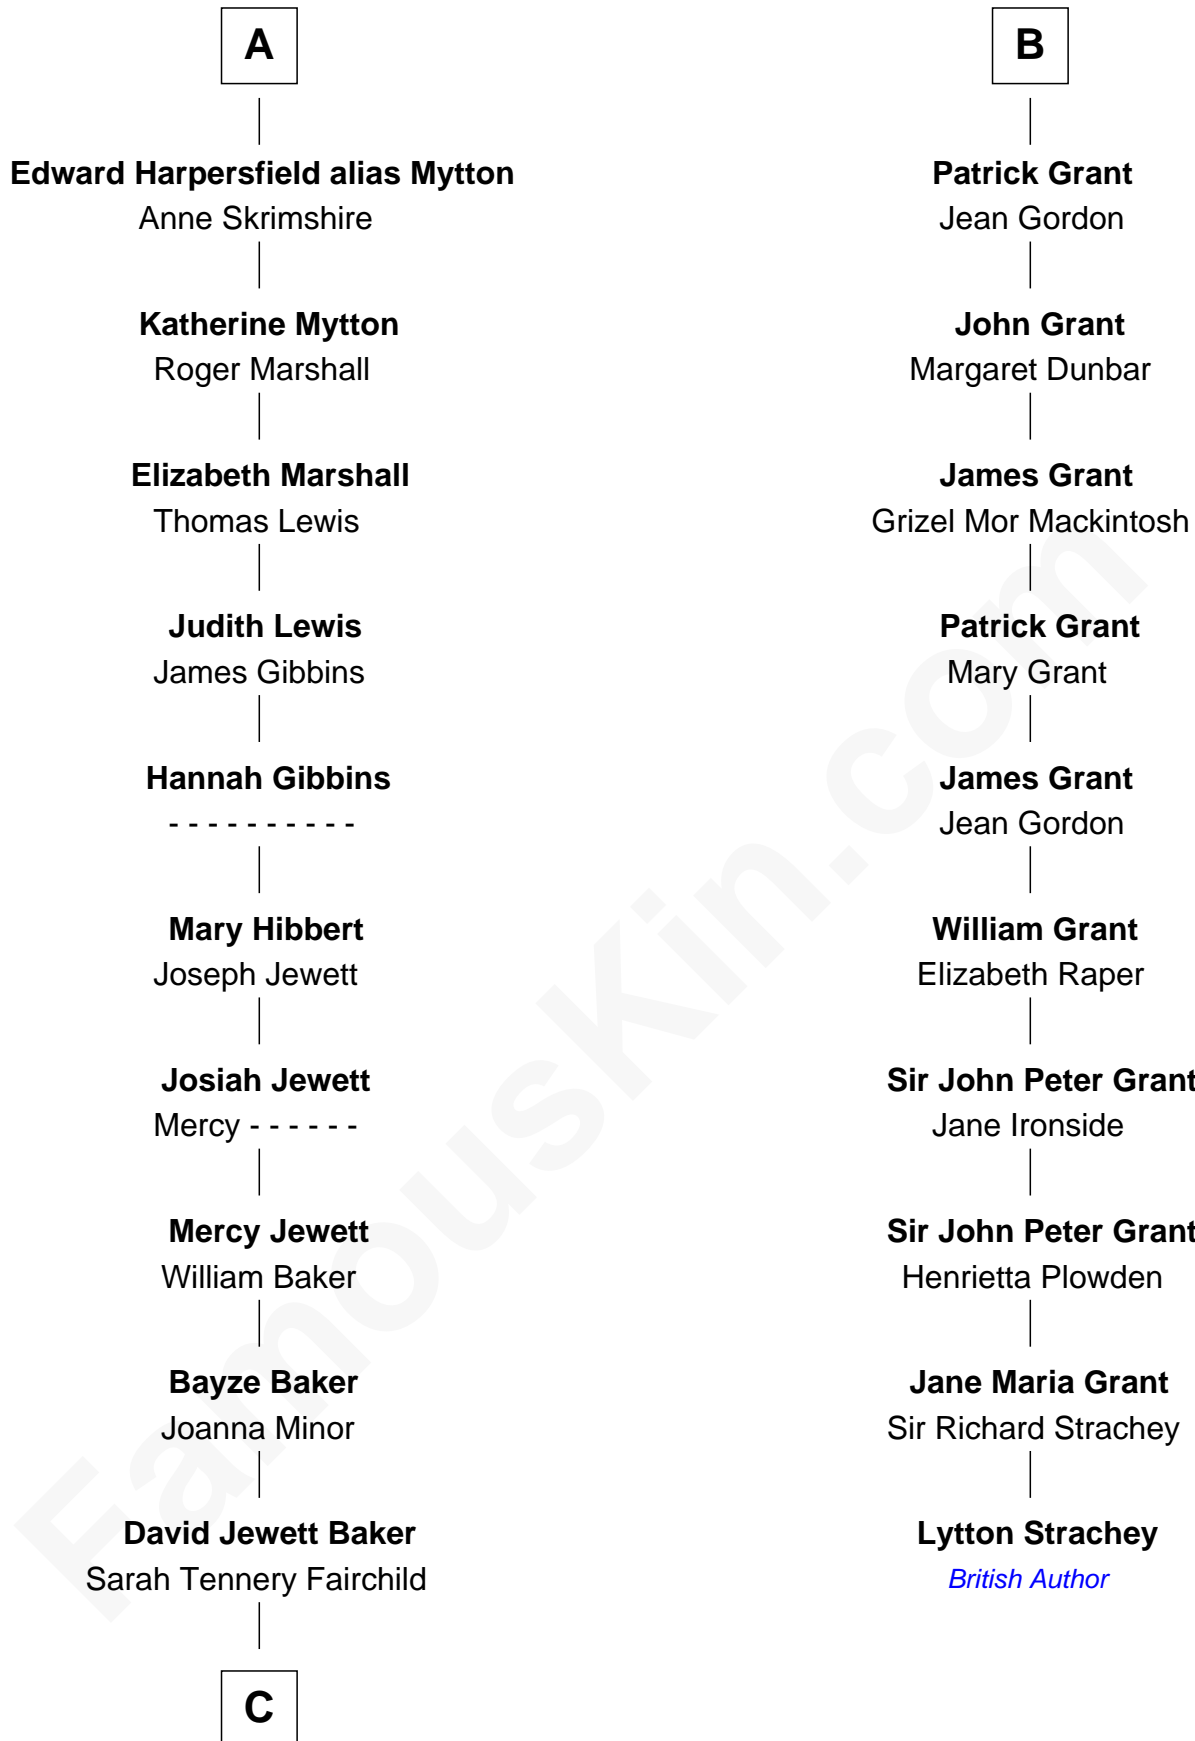 A
Edward Harpersfield alias Mytton
Anne Skrimshire
Katherine Mytton
Roger Marshall
Elizabeth Marshall
Thomas Lewis
Judith Lewis
James Gibbins
Hannah Gibbins
- - - - - - - - - -
Mary Hibbert
Joseph Jewett
Josiah Jewett
Mercy - - - - - -
Mercy Jewett
William Baker
Bayze Baker
Joanna Minor
David Jewett Baker
Sarah Tennery Fairchild
C
B
Patrick Grant
Jean Gordon
John Grant
Margaret Dunbar
James Grant
Grizel Mor Mackintosh
Patrick Grant
Mary Grant
James Grant
Jean Gordon
William Grant
Elizabeth Raper
Sir John Peter Grant
Jane Ironside
Sir John Peter Grant
Henrietta Plowden
Jane Maria Grant
Sir Richard Strachey
Lytton Strachey
British Author
FamousKin.com